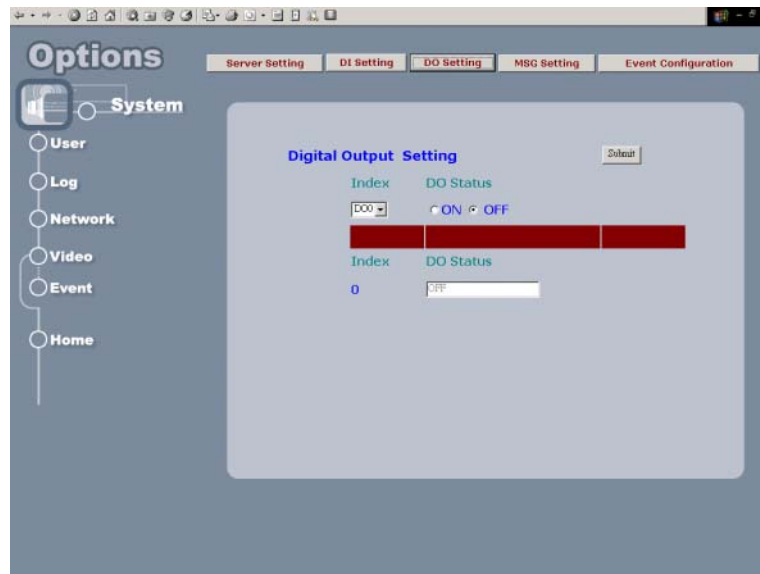 Options
Server Setting DI Setting DO Setting MSG Setting Event Configuration
System
User
Log
Network
Video
Event
Home
Digital Output Setting Submit
Index DO Status
DO0 ON OFF
Index DO Status
0 OFF